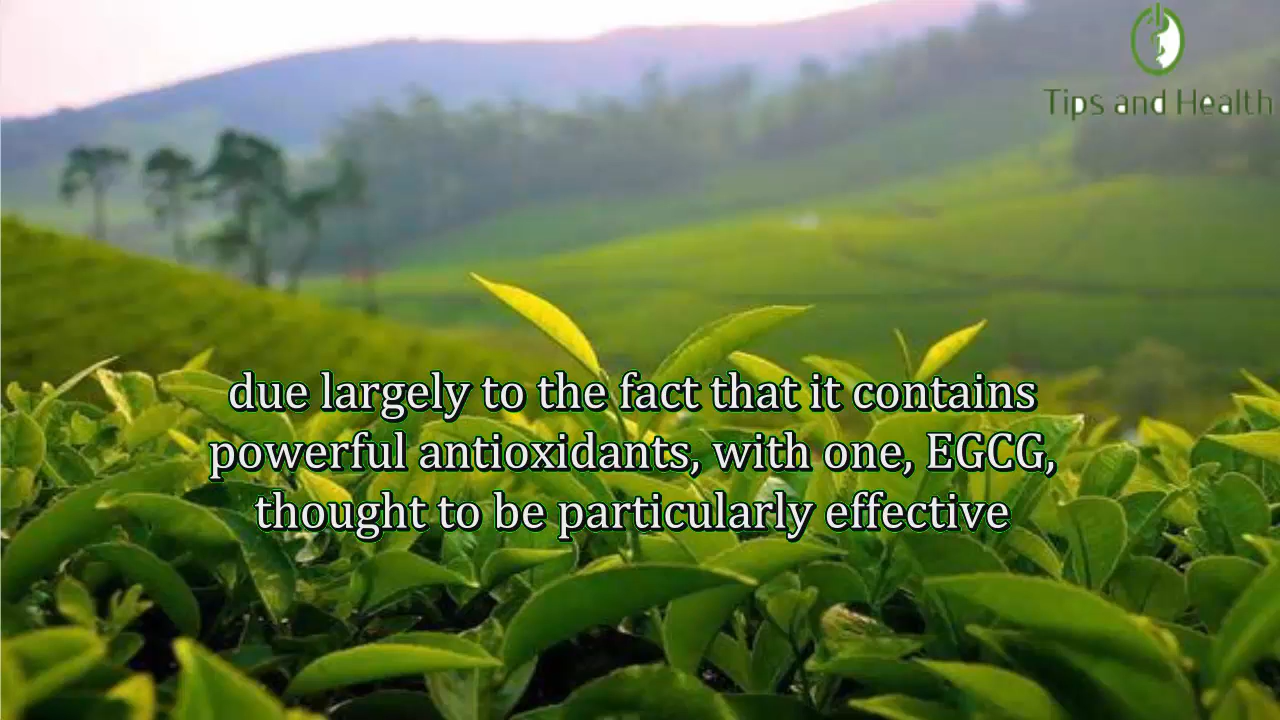 Tips and Health
due largely to the fact that it contains
powerful antioxidants, with one, EGCG,
thought to be particularly effective